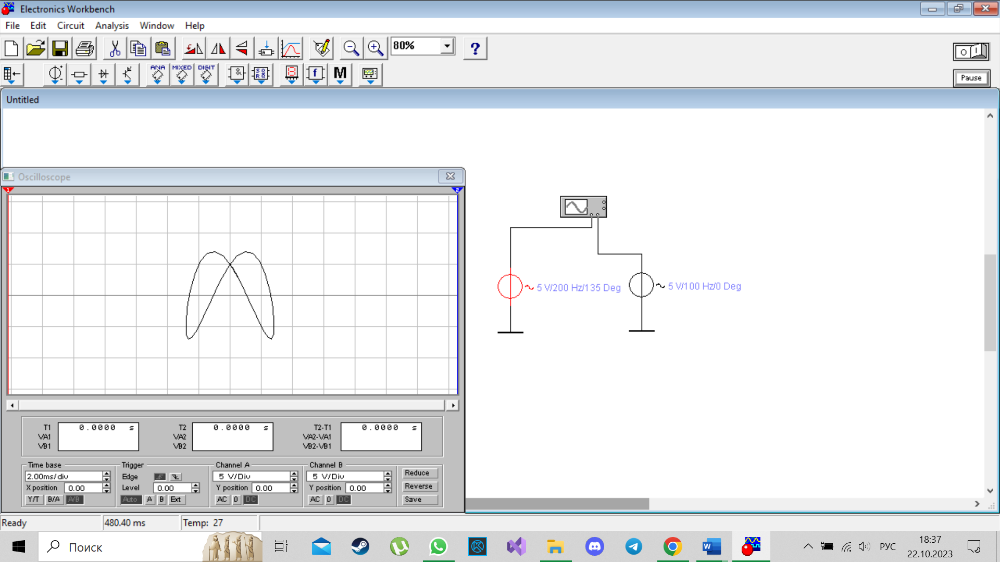 Electronics Workbench
File Edit Circuit Analysis Window Help
80% ?
Pause
ANA MIXED DIGIT & f M
Untitled
Oscilloscope
1 2
5 V/200 Hz/135 Deg 5 V/100 Hz/0 Deg
T1 0.0000 s T2 0.0000 s T2-T1 0.0000 s
VA1 VA2 VA2-VA1
VB1 VB2 VB2-VB1
Time base Trigger Channel A Channel B
2.00ms/div Edge 5 V/Div 5 V/Div Reduce
X position 0.00 Level 0.00 Y position 0.00 Y position 0.00 Reverse
Y/T B/A A/B Auto A B Ext AC 0 DC AC 0 DC Save
Ready 480.40 ms Temp: 27
Поиск
РУС
18:37
22.10.2023